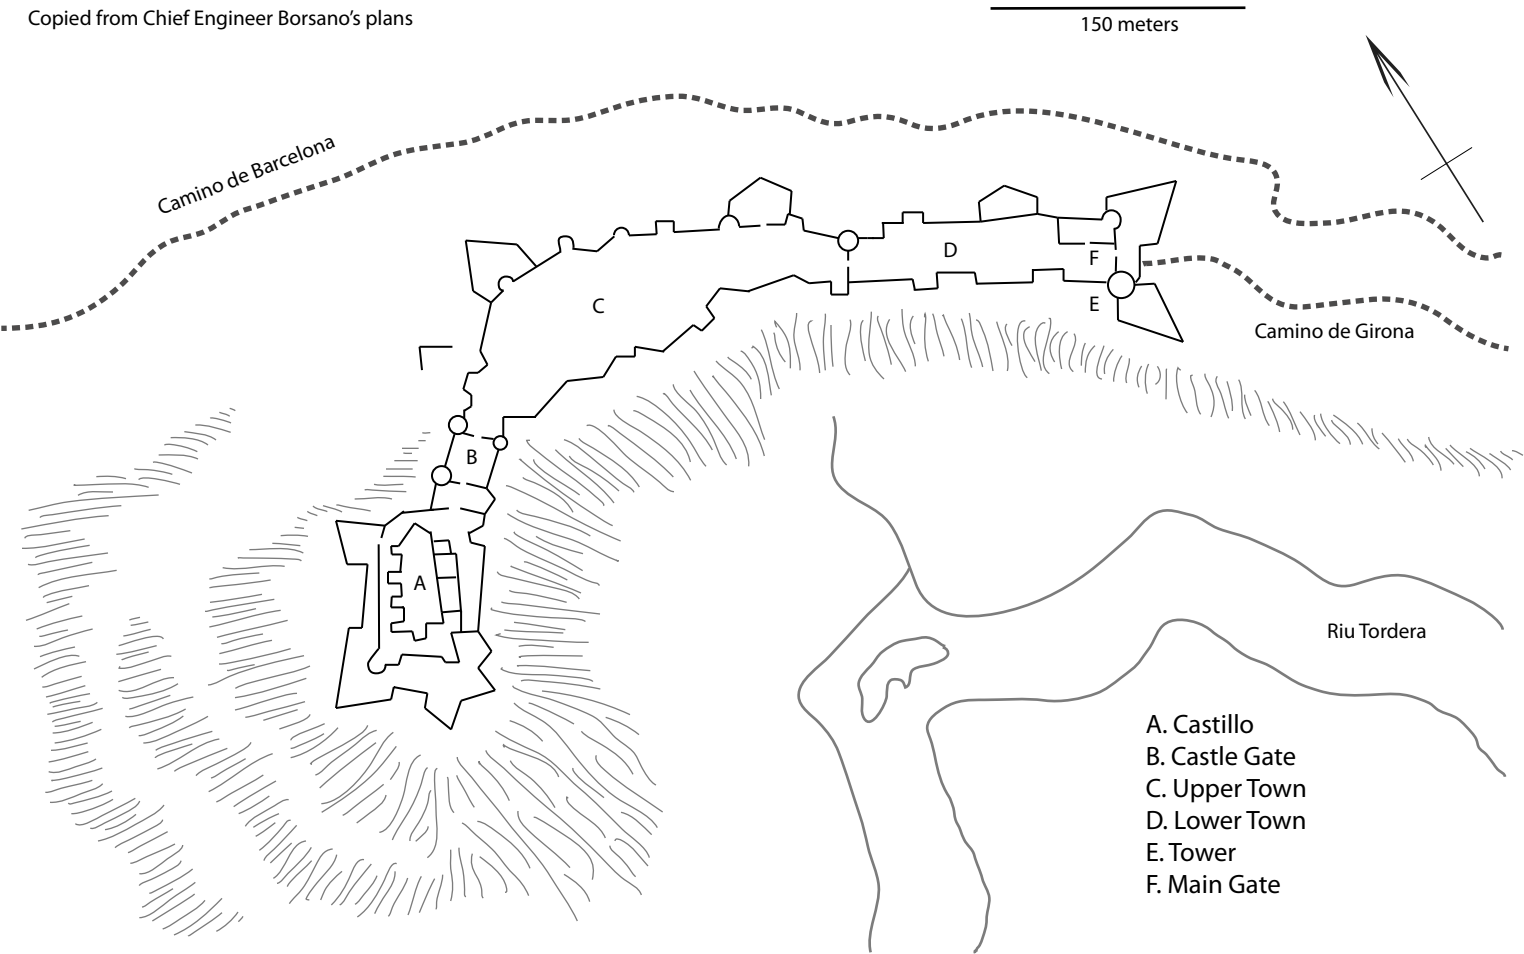 Copied from Chief Engineer Borsano’s plans
150 meters
Camino de Barcelona
D
F
C
E
Camino de Girona
B
A
Riu Tordera
A. Castillo
B. Castle Gate
C. Upper Town
D. Lower Town
E. Tower
F. Main Gate